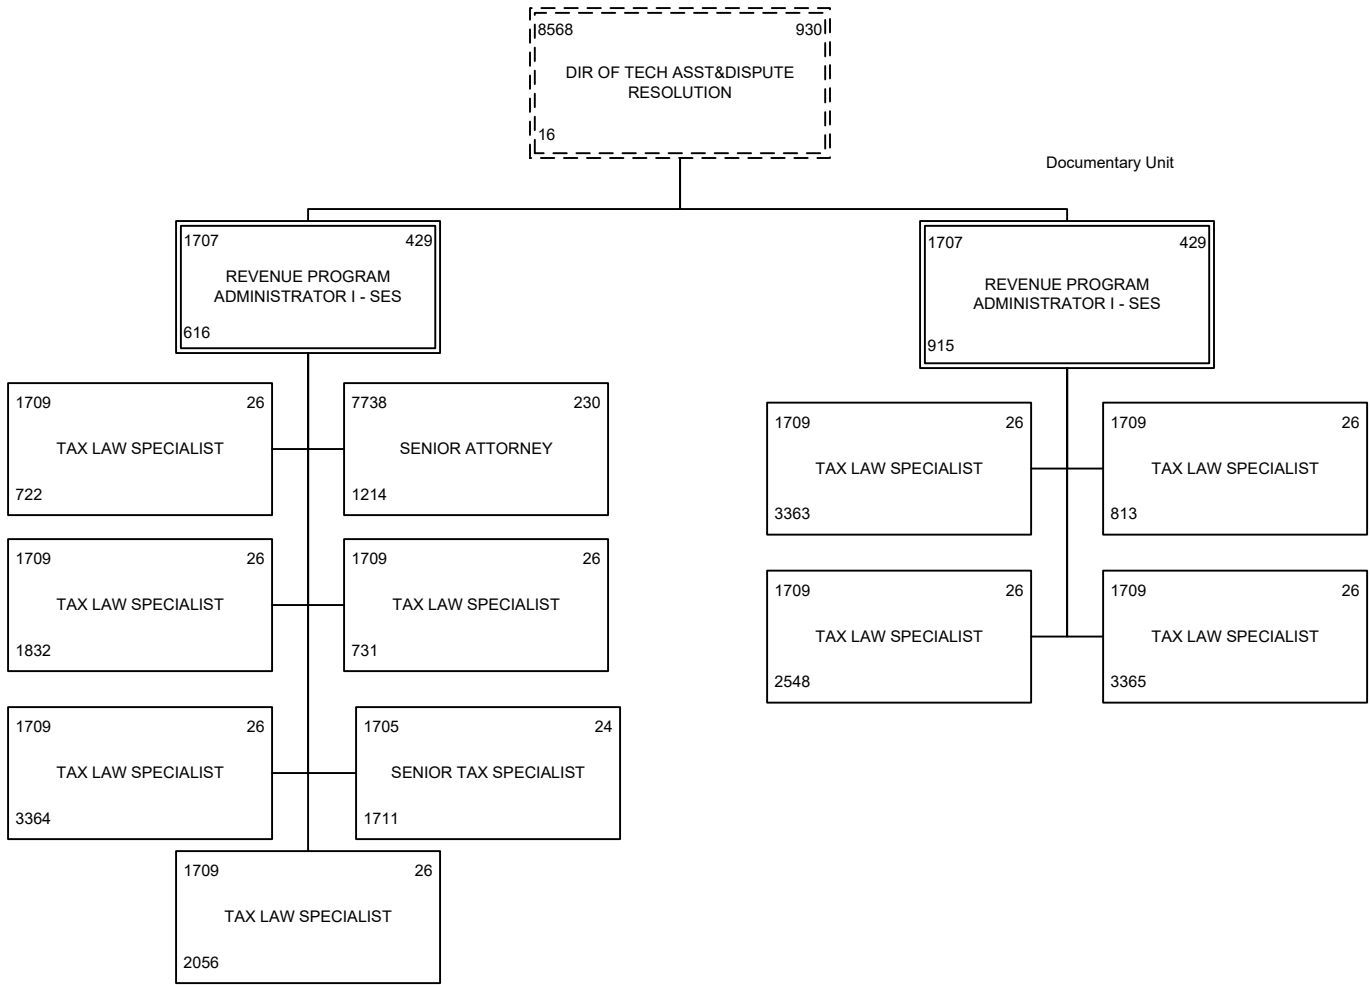 8568 930
DIR OF TECH ASST&DISPUTE
RESOLUTION
16
Documentary Unit
1707 429
REVENUE PROGRAM
ADMINISTRATOR I - SES
616
1707 429
REVENUE PROGRAM
ADMINISTRATOR I - SES
915
1709 26
TAX LAW SPECIALIST
722
7738 230
SENIOR ATTORNEY
1214
1709 26
TAX LAW SPECIALIST
1832
1709 26
TAX LAW SPECIALIST
731
1709 26
TAX LAW SPECIALIST
3364
1705 24
SENIOR TAX SPECIALIST
1711
1709 26
TAX LAW SPECIALIST
2056
1709 26
TAX LAW SPECIALIST
3363
1709 26
TAX LAW SPECIALIST
813
1709 26
TAX LAW SPECIALIST
2548
1709 26
TAX LAW SPECIALIST
3365